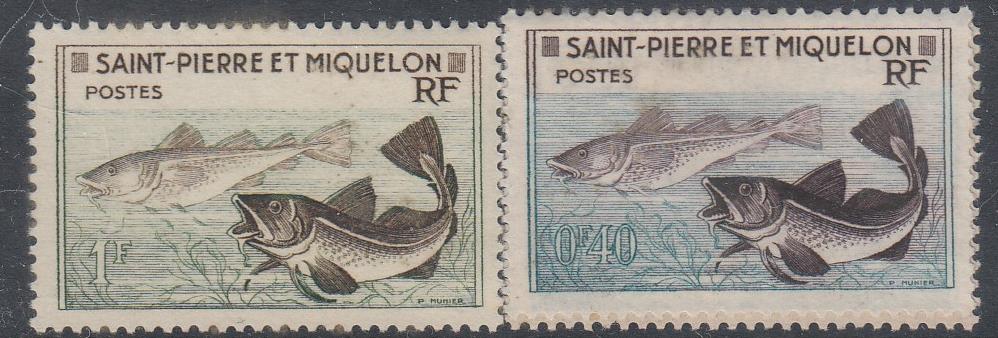 SAINT-PIERRE ET MIQUELON
POSTES RF
1F
P. MUNIER
SAINT-PIERRE ET MIQUELON
POSTES RF
0F40
P. MUNIER